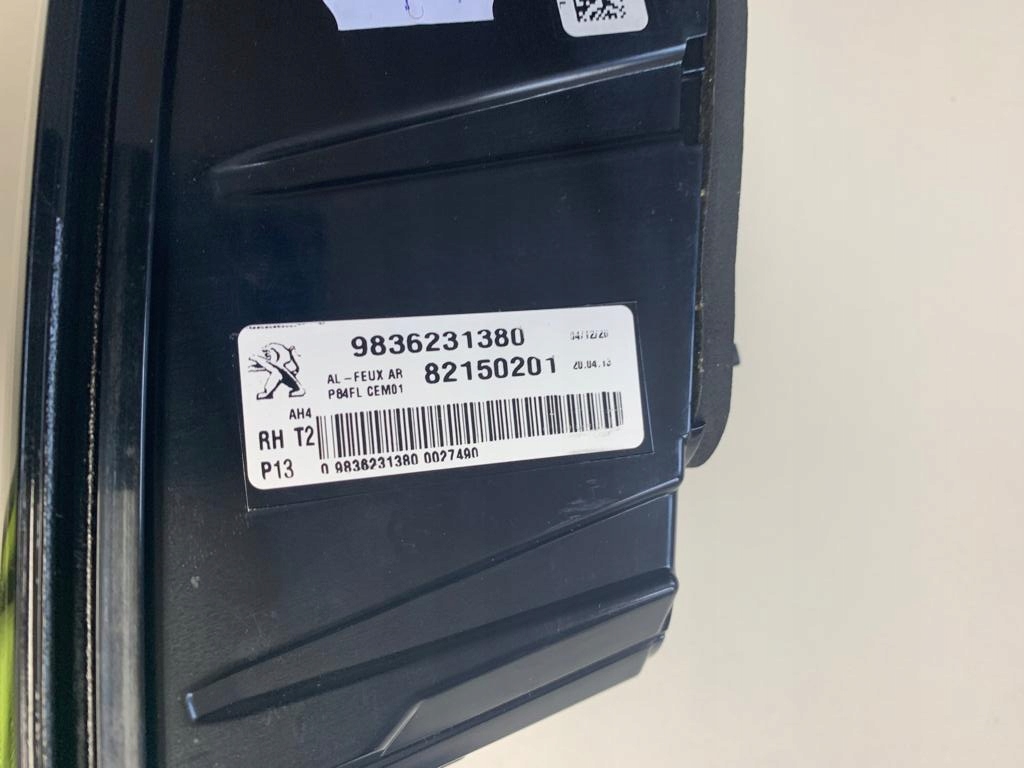 9836231380 04/12/20
AL-FEUX AR 82150201 20.04.13
P84FL CEM01
AH4
RH T2
P13 0 9836231380 0027490